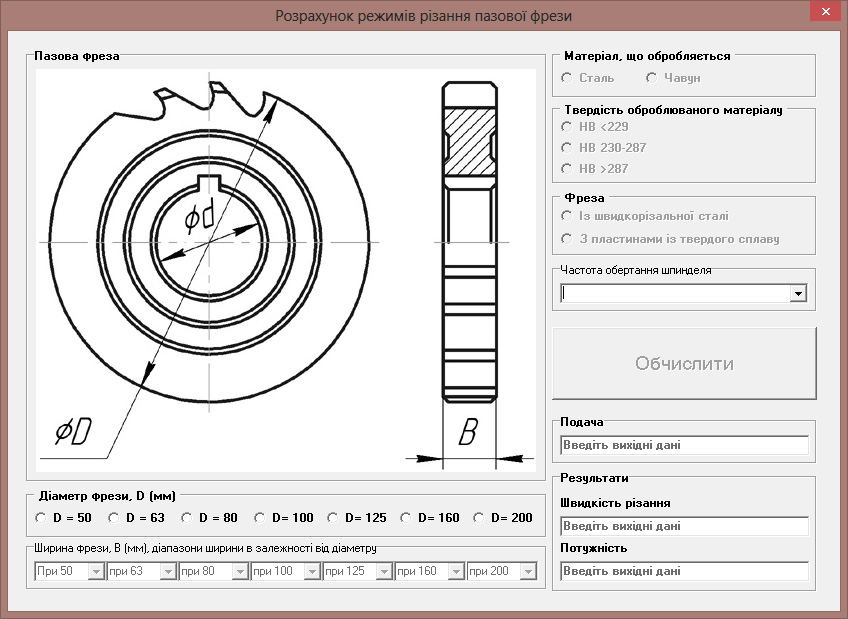 Розрахунок режимів різання пазової фрези
Пазова фреза
ϕd
ϕD
B
Діаметр фрези, D (мм)
D = 50
D = 63
D = 80
D= 100
D= 125
D= 160
D= 200
Ширина фрези, B (мм), діапазони ширини в залежності від діаметру
При 50
при 63
при 80
при 100
при 125
при 160
при 200
Матеріал, що обробляється
Сталь
Чавун
Твердість оброблюваного матеріалу
НВ <229
НВ 230-287
НВ >287
Фреза
Із швидкорізальної сталі
З пластинами із твердого сплаву
Частота обертання шпинделя
Обчислити
Подача
Введіть вихідні дані
Результати
Швидкість різання
Введіть вихідні дані
Потужність
Введіть вихідні дані